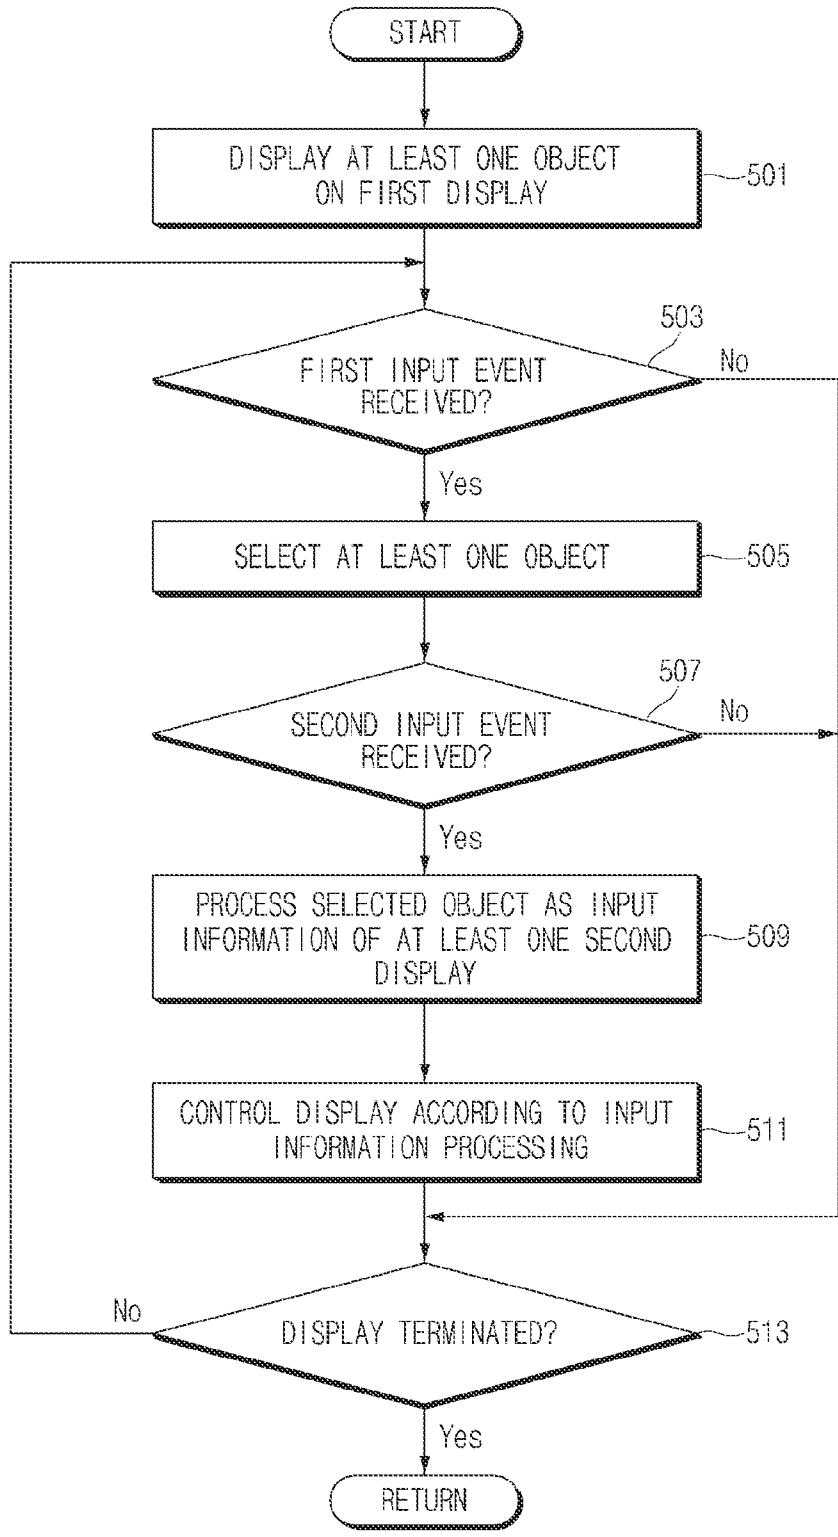 START
DISPLAY AT LEAST ONE OBJECT
ON FIRST DISPLAY
501
503
FIRST INPUT EVENT
RECEIVED?
No
Yes
SELECT AT LEAST ONE OBJECT
505
507
SECOND INPUT EVENT
RECEIVED?
No
Yes
PROCESS SELECTED OBJECT AS INPUT
INFORMATION OF AT LEAST ONE SECOND
DISPLAY
509
CONTROL DISPLAY ACCORDING TO INPUT
INFORMATION PROCESSING
511
No
DISPLAY TERMINATED?
513
Yes
RETURN